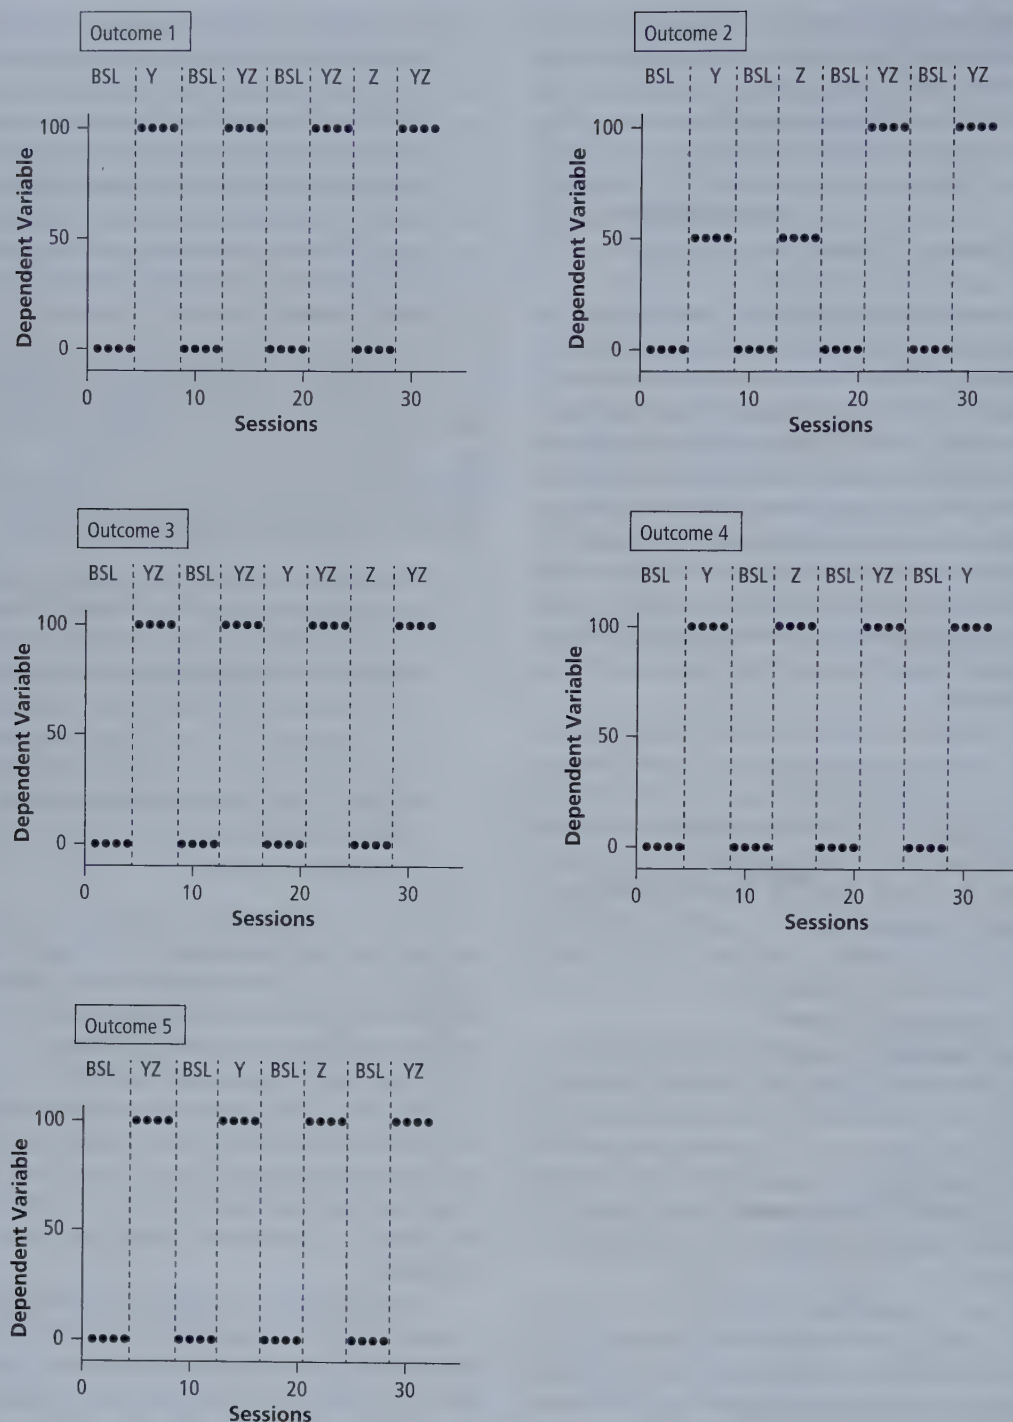 Outcome 1
BSL Y BSL YZ BSL YZ Z YZ
100
50
0
Dependent Variable
0 10 20 30
Sessions
Outcome 2
BSL Y BSL Z BSL YZ BSL YZ
100
50
0
Dependent Variable
0 10 20 30
Sessions
Outcome 3
BSL YZ BSL YZ Y YZ Z YZ
100
50
0
Dependent Variable
0 10 20 30
Sessions
Outcome 4
BSL Y BSL Z BSL YZ BSL Y
100
50
0
Dependent Variable
0 10 20 30
Sessions
Outcome 5
BSL YZ BSL Y BSL Z BSL YZ
100
50
0
Dependent Variable
0 10 20 30
Sessions